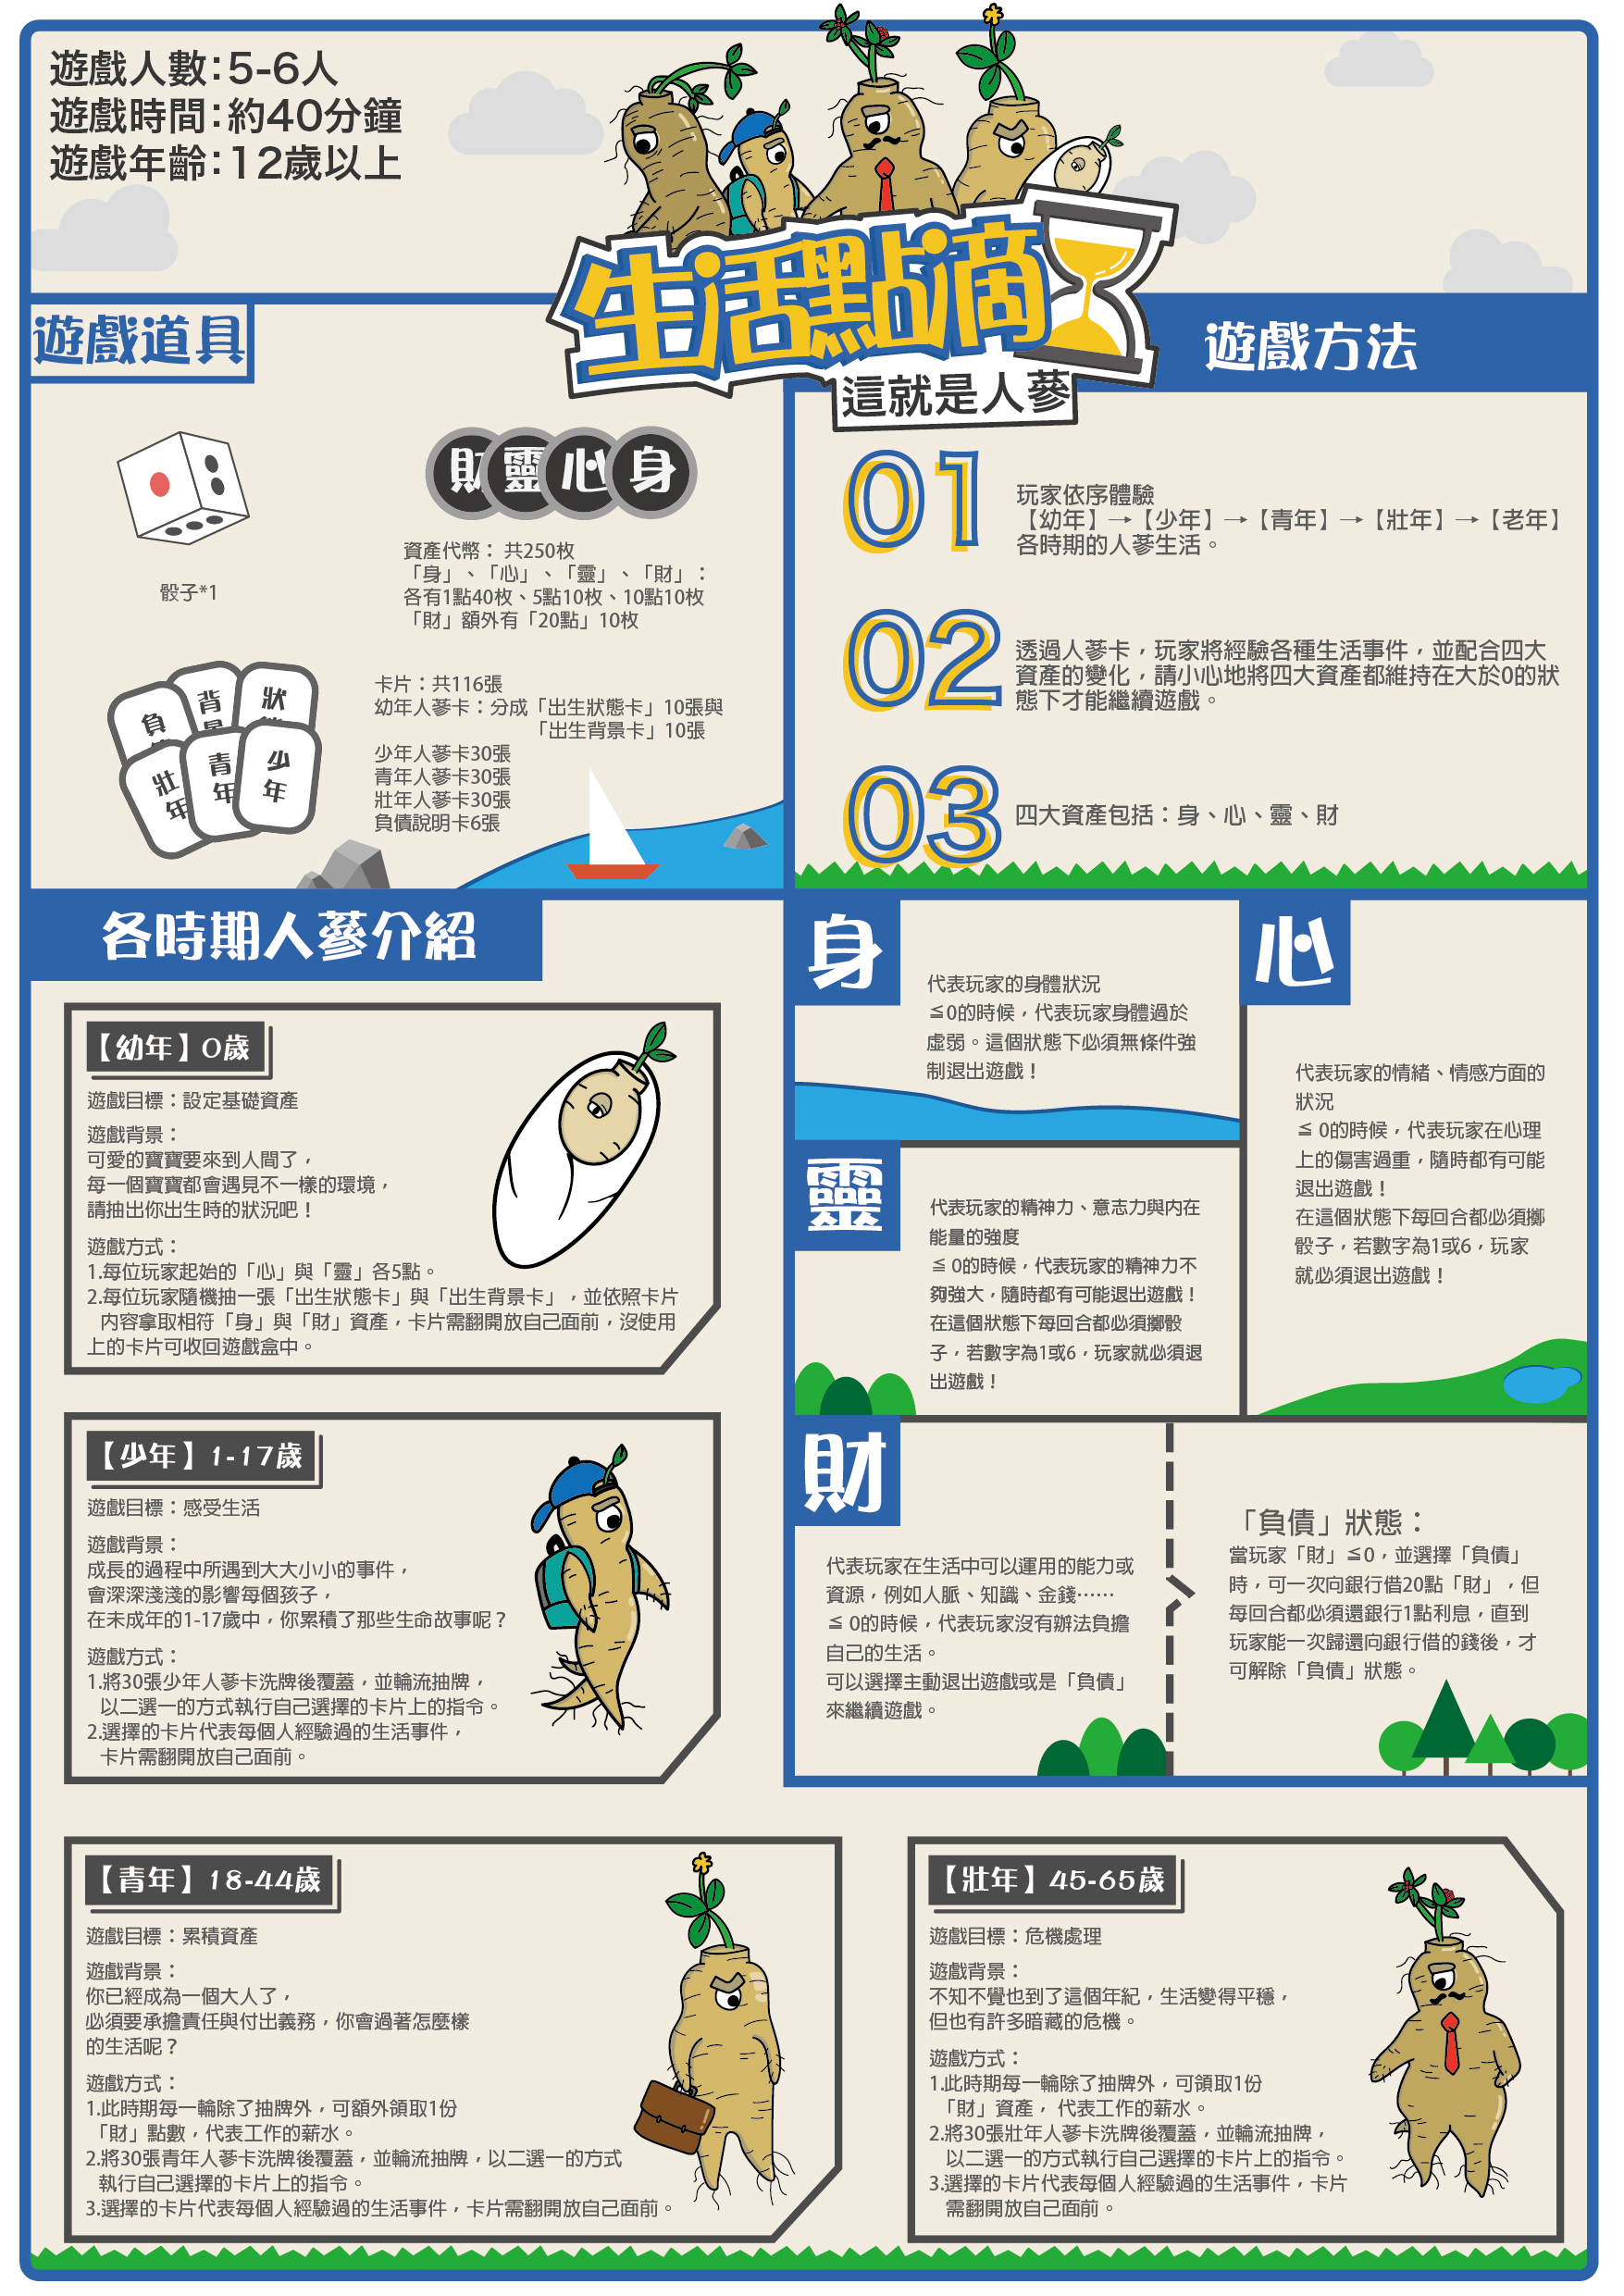 遊戲人數：5-6人
遊戲時間：約40分鐘
遊戲年齡：12歲以上
生活點滴
這就是人蔘
遊戲道具
骰子*1
財靈心身
資產代幣： 共250枚
「身」、「心」、「靈」、「財」：
各有1點40枚、5點10枚、10點10枚
「財」額外有「20點」10枚
負
背
狀
壯年
青年
少年
卡片：共116張
幼年人蔘卡：分成「出生狀態卡」10張與
「出生背景卡」10張
少年人蔘卡30張
青年人蔘卡30張
壯年人蔘卡30張
負債說明卡6張
遊戲方法
01
玩家依序體驗
【幼年】→【少年】→【青年】→【壯年】→【老年】
各時期的人蔘生活。
02
透過人蔘卡，玩家將經驗各種生活事件，並配合四大
資產的變化，請小心地將四大資產都維持在大於0的狀
態下才能繼續遊戲。
03
四大資產包括：身、心、靈、財
各時期人蔘介紹
【幼年】0歲
遊戲目標：設定基礎資產
遊戲背景：
可愛的寶寶要來到人間了，
每一個寶寶都會遇見不一樣的環境，
請抽出你出生時的狀況吧！
遊戲方式：
1.每位玩家起始的「心」與「靈」各5點。
2.每位玩家隨機抽一張「出生狀態卡」與「出生背景卡」，並依照卡片
內容拿取相符「身」與「財」資產，卡片需翻開放自己面前，沒使用
上的卡片可收回遊戲盒中。
【少年】1-17歲
遊戲目標：感受生活
遊戲背景：
成長的過程中所遇到大大小小的事件，
會深深淺淺的影響每個孩子，
在未成年的1-17歲中，你累積了那些生命故事呢？
遊戲方式：
1.將30張少年人蔘卡洗牌後覆蓋，並輪流抽牌，
以二選一的方式執行自己選擇的卡片上的指令。
2.選擇的卡片代表每個人經驗過的生活事件，
卡片需翻開放自己面前。
身
代表玩家的身體狀況
≦0的時候，代表玩家身體過於
虛弱。這個狀態下必須無條件強
制退出遊戲！
心
代表玩家的情緒、情感方面的
狀況
≦ 0的時候，代表玩家在心理
上的傷害過重，隨時都有可能
退出遊戲！
在這個狀態下每回合都必須擲
骰子，若數字為1或6，玩家
就必須退出遊戲！
靈
代表玩家的精神力、意志力與內在
能量的強度
≦ 0的時候，代表玩家的精神力不
夠強大，隨時都有可能退出遊戲！
在這個狀態下每回合都必須擲骰
子，若數字為1或6，玩家就必須退
出遊戲！
財
代表玩家在生活中可以運用的能力或
資源，例如人脈、知識、金錢……
≦ 0的時候，代表玩家沒有辦法負擔
自己的生活。
可以選擇主動退出遊戲或是「負債」
來繼續遊戲。
「負債」狀態：
當玩家「財」≦0，並選擇「負債」
時，可一次向銀行借20點「財」，但
每回合都必須還銀行1點利息，直到
玩家能一次歸還向銀行借的錢後，才
可解除「負債」狀態。
【青年】18-44歲
遊戲目標：累積資產
遊戲背景：
你已經成為一個大人了，
必須要承擔責任與付出義務，你會過著怎麼樣
的生活呢？
遊戲方式：
1.此時期每一輪除了抽牌外，可額外領取1份
「財」點數，代表工作的薪水。
2.將30張青年人蔘卡洗牌後覆蓋，並輪流抽牌，以二選一的方式
執行自己選擇的卡片上的指令。
3.選擇的卡片代表每個人經驗過的生活事件，卡片需翻開放自己面前。
【壯年】45-65歲
遊戲目標：危機處理
遊戲背景：
不知不覺也到了這個年紀，生活變得平穩，
但也有許多暗藏的危機。
遊戲方式：
1.此時期每一輪除了抽牌外，可領取1份
「財」資產， 代表工作的薪水。
2.將30張壯年人蔘卡洗牌後覆蓋，並輪流抽牌，
以二選一的方式執行自己選擇的卡片上的指令。
3.選擇的卡片代表每個人經驗過的生活事件，卡片
需翻開放自己面前。